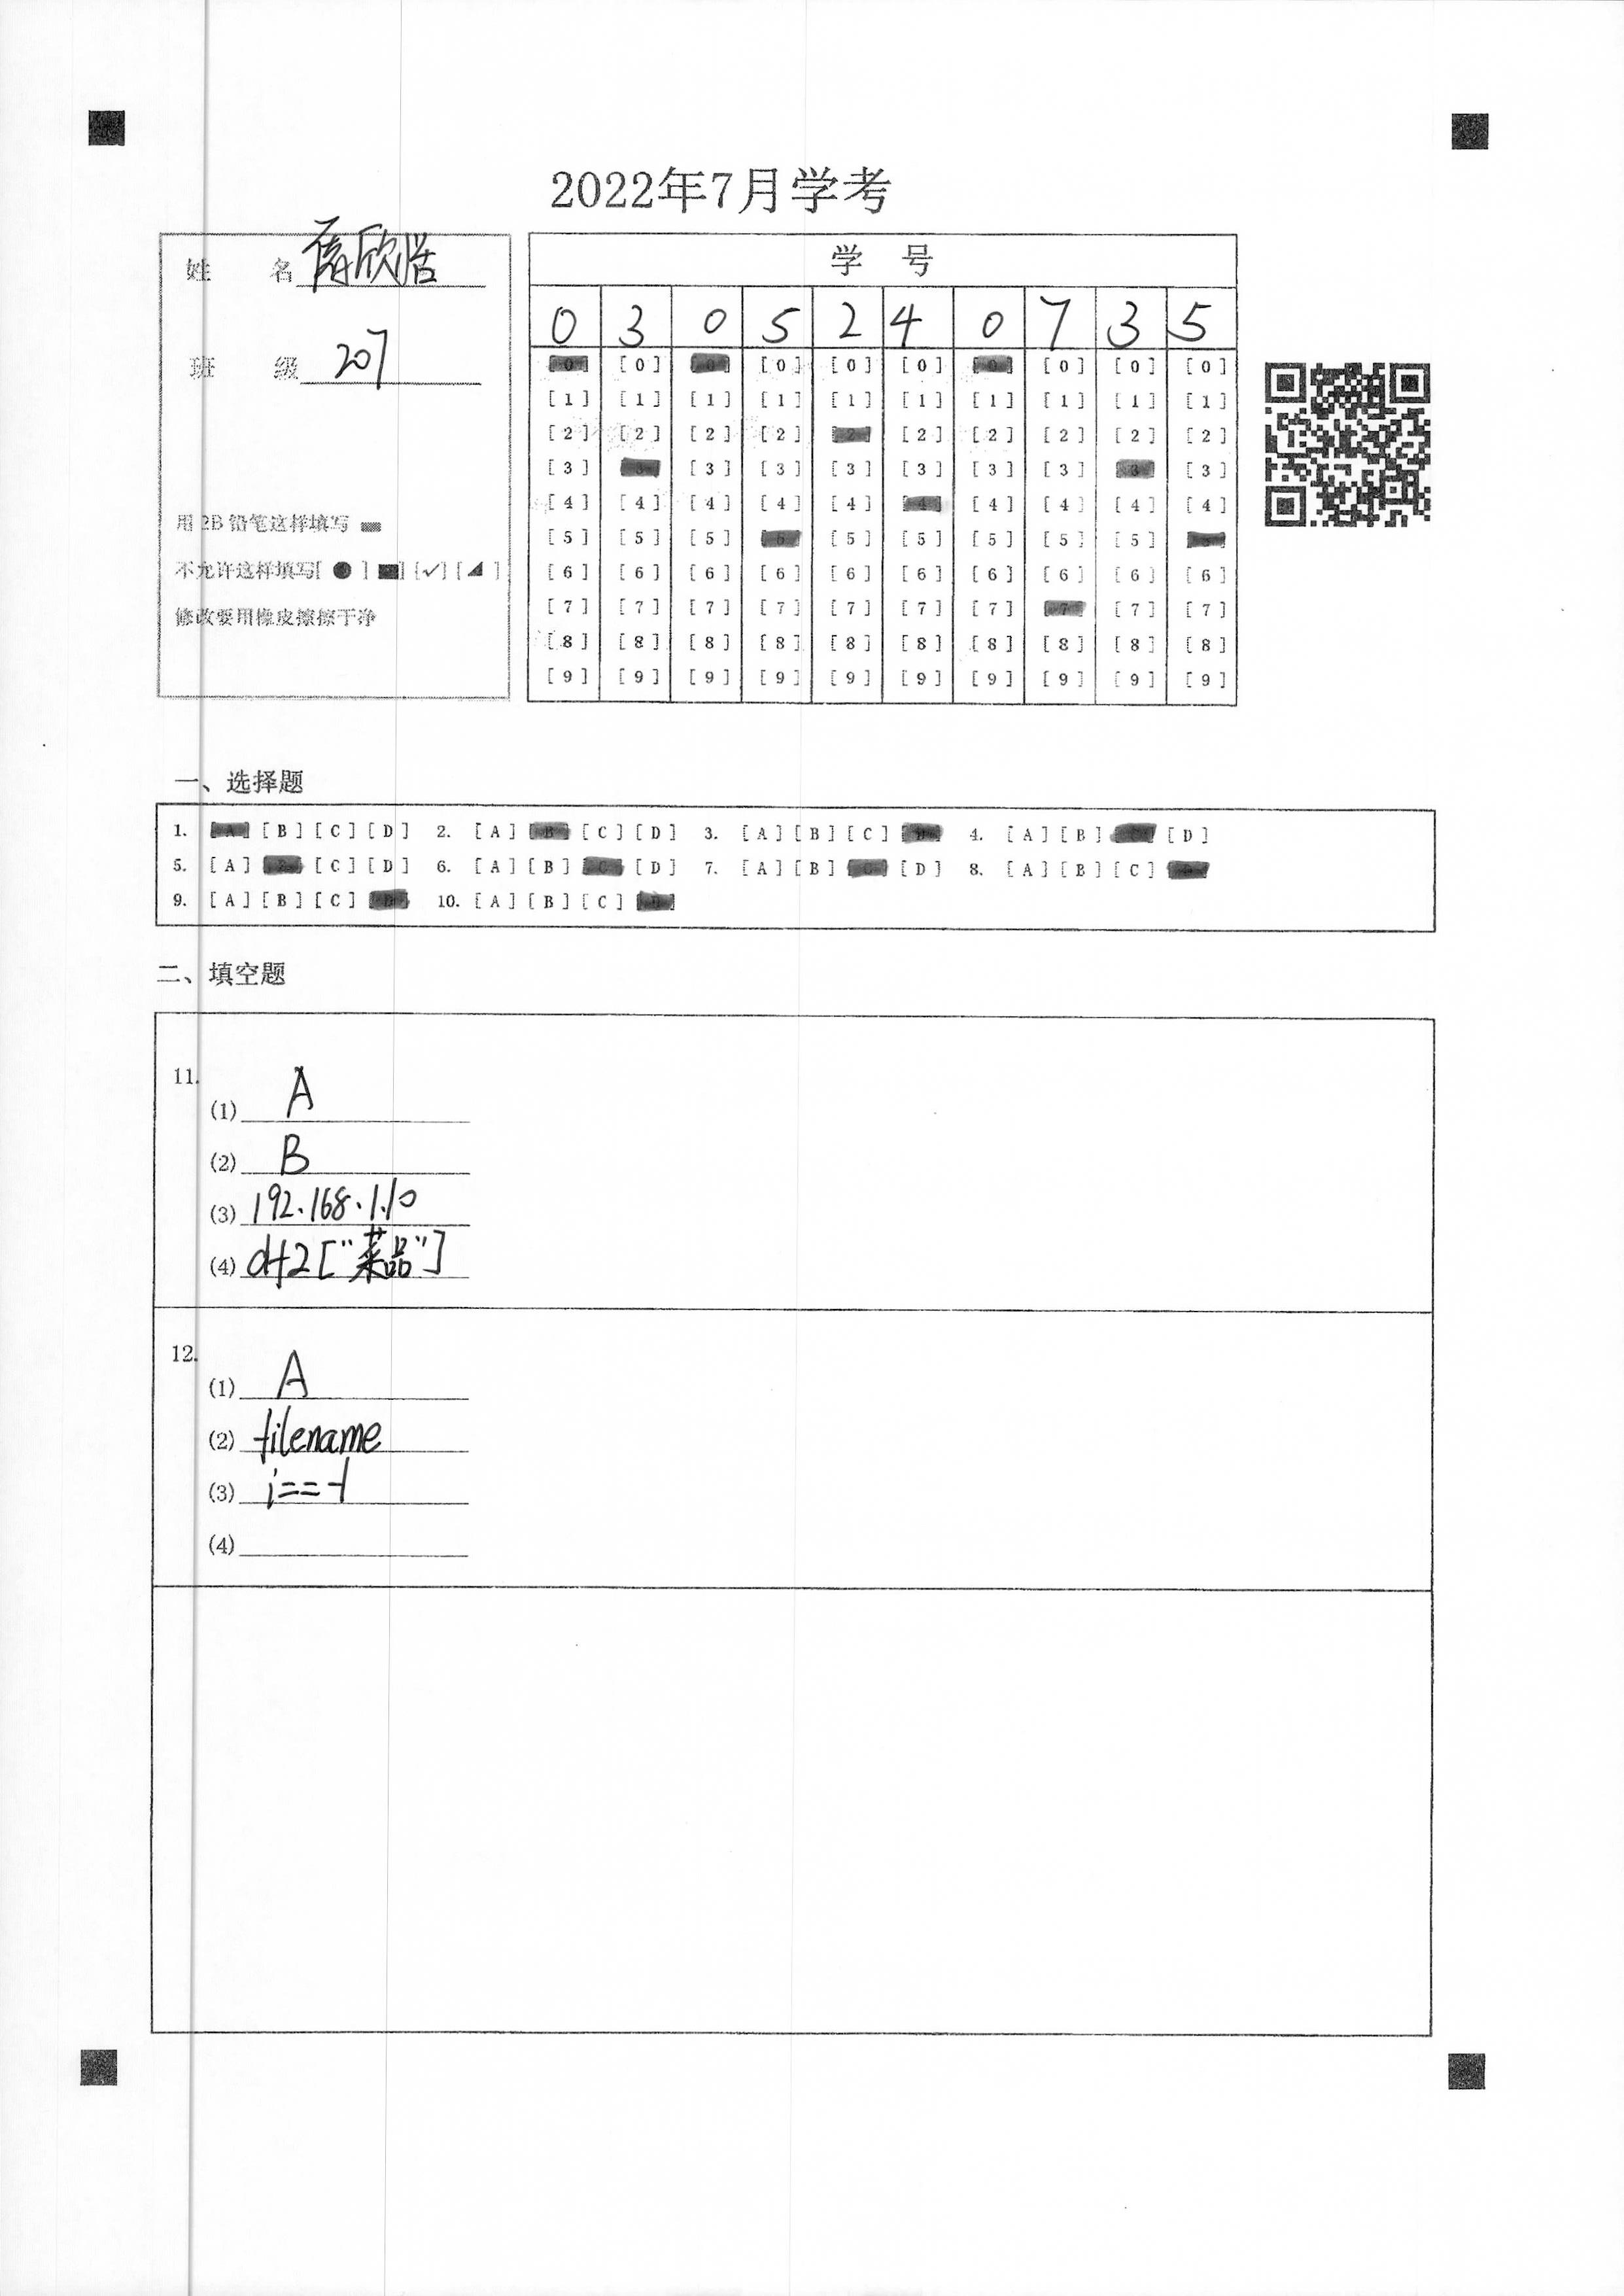 2022年7月学考
姓 名 欣浩
班 级 207
用 2B 铅笔这样填写
不允许这样填写[ ● ] [■] [✓] [◢ ]
修改要用橡皮擦擦干净
学 号
0 3 0 5 2 4 0 7 3 5
[0] [0] [0] [0] [0] [0] [0] [0] [0] [0]
[1] [1] [1] [1] [1] [1] [1] [1] [1] [1]
[2] [2] [2] [2] [2] [2] [2] [2] [2] [2]
[3] [3] [3] [3] [3] [3] [3] [3] [3] [3]
[4] [4] [4] [4] [4] [4] [4] [4] [4] [4]
[5] [5] [5] [5] [5] [5] [5] [5] [5] [5]
[6] [6] [6] [6] [6] [6] [6] [6] [6] [6]
[7] [7] [7] [7] [7] [7] [7] [7] [7] [7]
[8] [8] [8] [8] [8] [8] [8] [8] [8] [8]
[9] [9] [9] [9] [9] [9] [9] [9] [9] [9]
一、选择题
1. [A] [B] [C] [D] 2. [A] [B] [C] [D] 3. [A] [B] [C] [D] 4. [A] [B] [C] [D]
5. [A] [B] [C] [D] 6. [A] [B] [C] [D] 7. [A] [B] [C] [D] 8. [A] [B] [C] [D]
9. [A] [B] [C] [D] 10. [A] [B] [C] [D]
二、填空题
11.
(1) A
(2) B
(3) 192.168.1.10
(4) df2["菜品"]
12.
(1) A
(2) filename
(3) i==-1
(4)